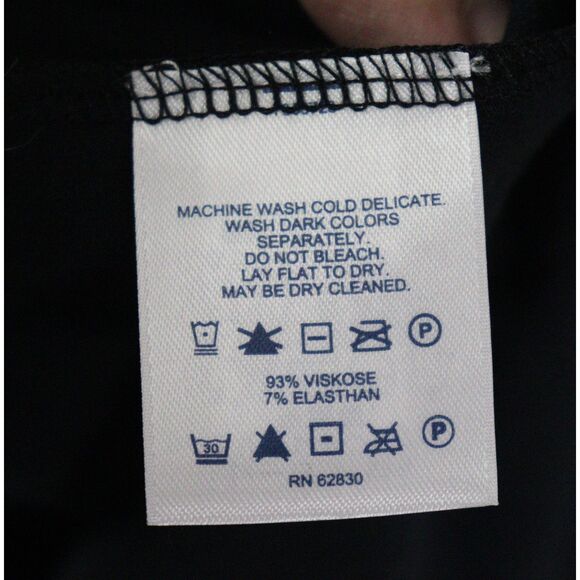 MACHINE WASH COLD DELICATE.
WASH DARK COLORS
SEPARATELY.
DO NOT BLEACH.
LAY FLAT TO DRY.
MAY BE DRY CLEANED.
P
93% VISKOSE
7% ELASTHAN
30 P
RN 62830